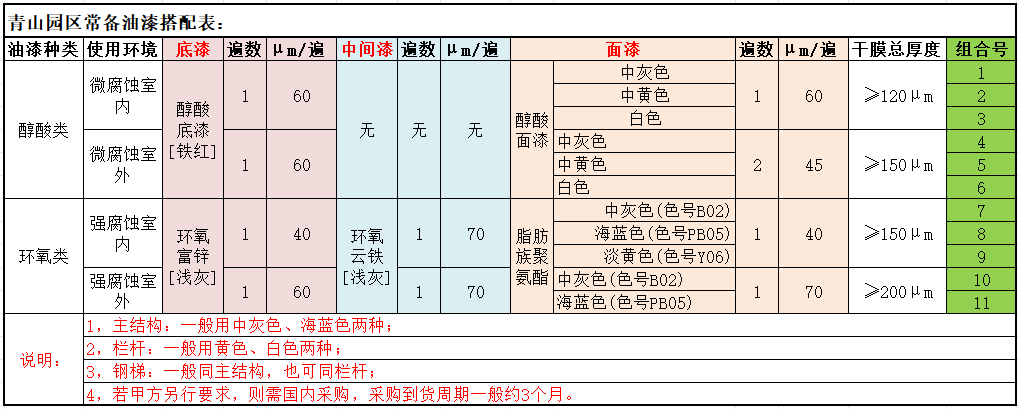 青山园区常备油漆搭配表:
油漆种类 使用环境 底漆 遍数 μm/遍 中间漆 遍数 μm/遍 面漆 遍数 μm/遍 干膜总厚度 组合号
醇酸类 微腐蚀室内 醇酸底漆[铁红] 1 60 无 无 无 醇酸面漆 中灰色 1 60 ≥120μm 1
中黄色 2
白色 3
微腐蚀室外 1 60 中灰色 2 45 ≥150μm 4
中黄色 5
白色 6
环氧类 强腐蚀室内 环氧富锌[浅灰] 1 40 环氧云铁[浅灰] 1 70 脂肪族聚氨酯 中灰色(色号B02) 1 40 ≥150μm 7
海蓝色(色号PB05) 8
淡黄色(色号Y06) 9
强腐蚀室外 1 60 1 70 中灰色(色号B02) 1 70 ≥200μm 10
海蓝色(色号PB05) 11
说明: 1, 主结构: 一般用中灰色、海蓝色两种;
2, 栏杆: 一般用黄色、白色两种;
3, 钢梯: 一般同主结构, 也可同栏杆;
4, 若甲方另行要求, 则需国内采购, 采购到货周期一般约3个月。